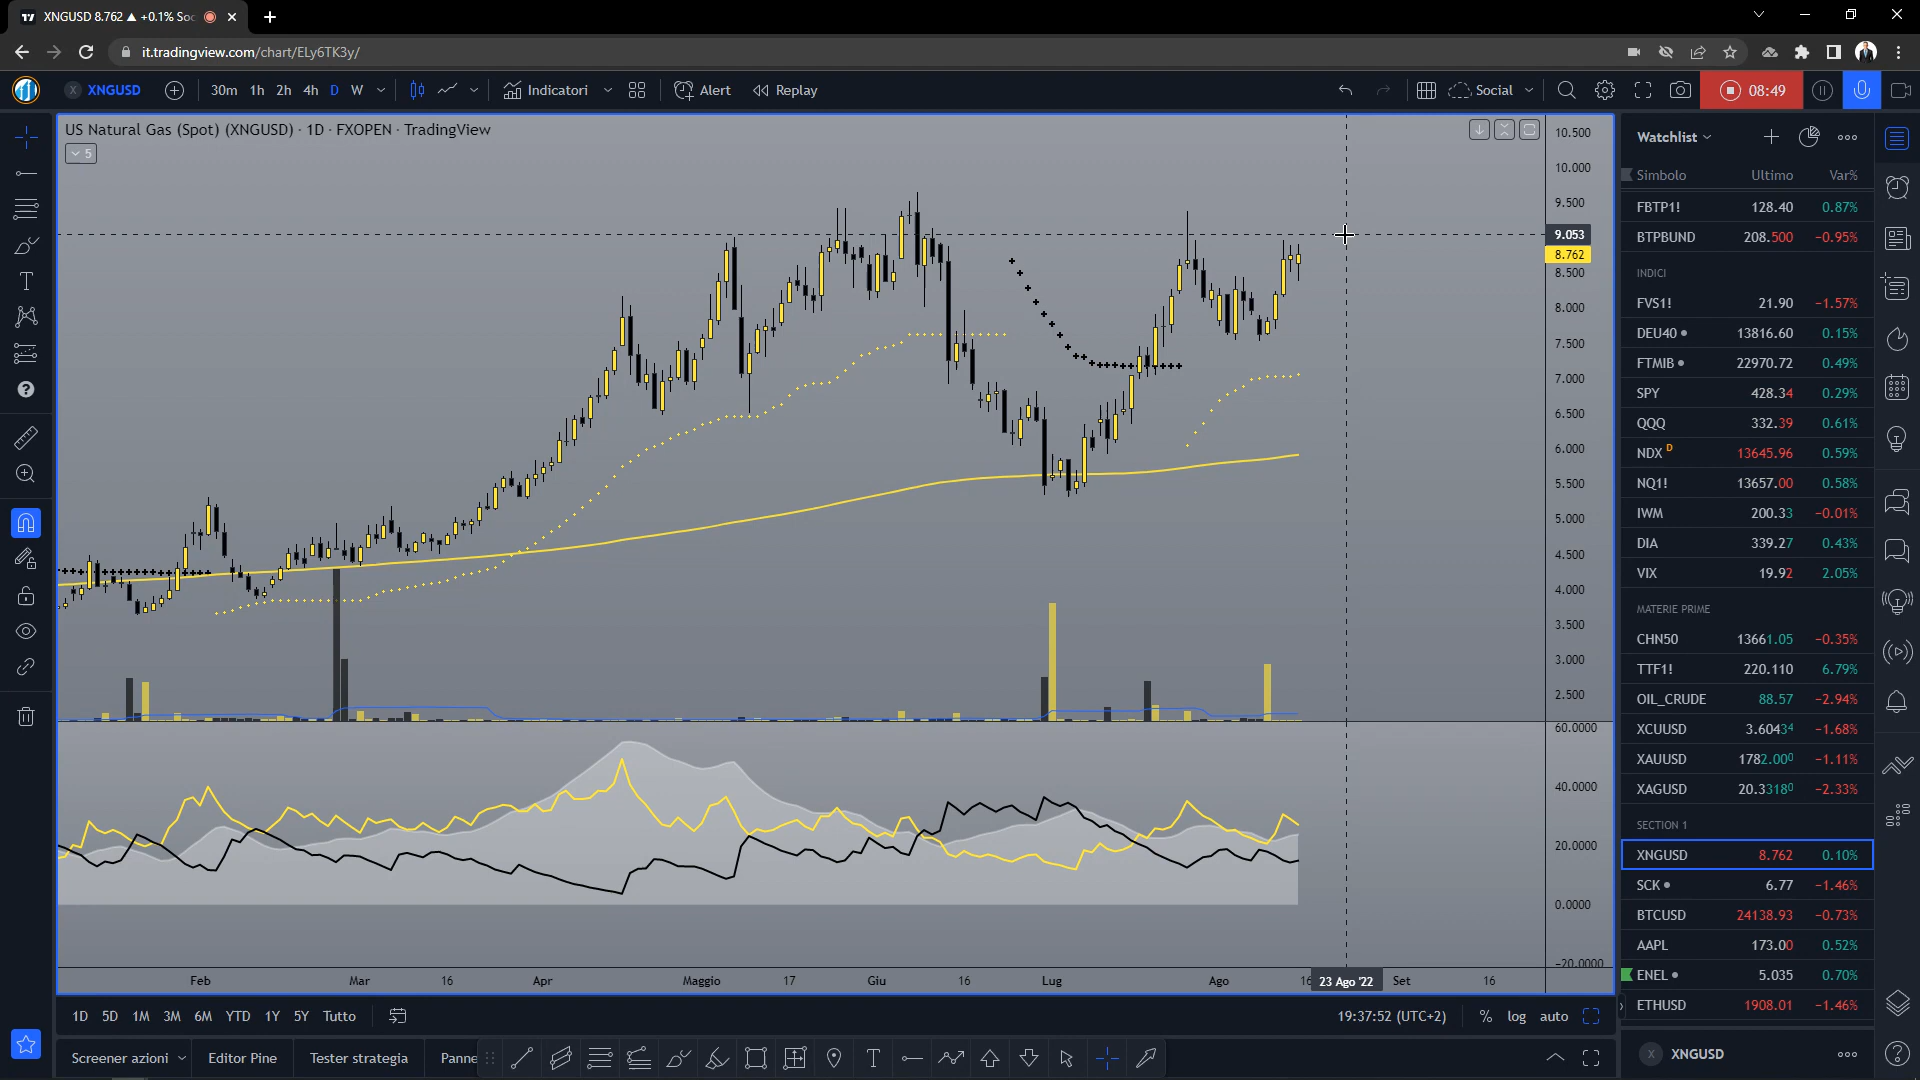 XNGUSD 8.762 ▲ +0.1% Soc
it.tradingview.com/chart/ELy6TK3y/
XNGUSD 30m 1h 2h 4h D W Indicatori Alert Replay Social 08:49
US Natural Gas (Spot) (XNGUSD) · 1D · FXOPEN · TradingView
5
10.500
10.000
9.500
9.053
8.762
8.500
8.000
7.500
7.000
6.500
6.000
5.500
5.000
4.500
4.000
3.500
3.000
2.500
60.0000
40.0000
20.0000
0.0000
-20.0000
Feb Mar 16 Apr Maggio 17 Giu 16 Lug Ago 16 23 Ago '22 Set 16
1D 5D 1M 3M 6M YTD 1Y 5Y Tutto 19:37:52 (UTC+2) % log auto
Screener azioni Editor Pine Tester strategia Panne
Watchlist
Simbolo Ultimo Var%
FBTP1! 128.40 0.87%
BTPBUND 208.500 −0.95%
INDICI
FVS1! 21.90 −1.57%
DEU40 13816.60 0.15%
FTMIB 22970.72 0.49%
SPY 428.34 0.29%
QQQ 332.39 0.61%
NDX D 13645.96 0.59%
NQ1! 13657.00 0.58%
IWM 200.33 −0.01%
DIA 339.27 0.43%
VIX 19.92 2.05%
MATERIE PRIME
CHN50 13661.05 −0.35%
TTF1! 220.110 6.79%
OIL_CRUDE 88.57 −2.94%
XCUUSD 3.60434 −1.68%
XAUUSD 1782.000 −1.11%
XAGUSD 20.33180 −2.33%
SECTION 1
XNGUSD 8.762 0.10%
SCK 6.77 −1.46%
BTCUSD 24138.93 −0.73%
AAPL 173.00 0.52%
ENEL 5.035 0.70%
ETHUSD 1908.01 −1.46%
X XNGUSD